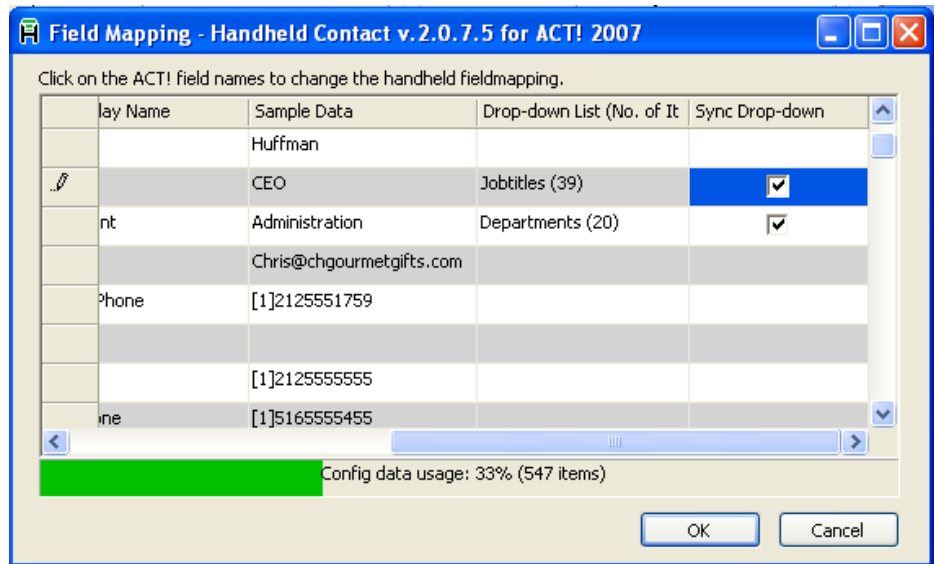 Field Mapping - Handheld Contact v.2.0.7.5 for ACT! 2007
Click on the ACT! field names to change the handheld fieldmapping.
lay Name Sample Data Drop-down List (No. of It Sync Drop-down
Huffman
CEO Jobtitles (39)
nt Administration Departments (20)
Chris@chgourmetgifts.com
Phone [1]2125551759
[1]2125555555
ne [1]5165555455
Config data usage: 33% (547 items)
OK Cancel